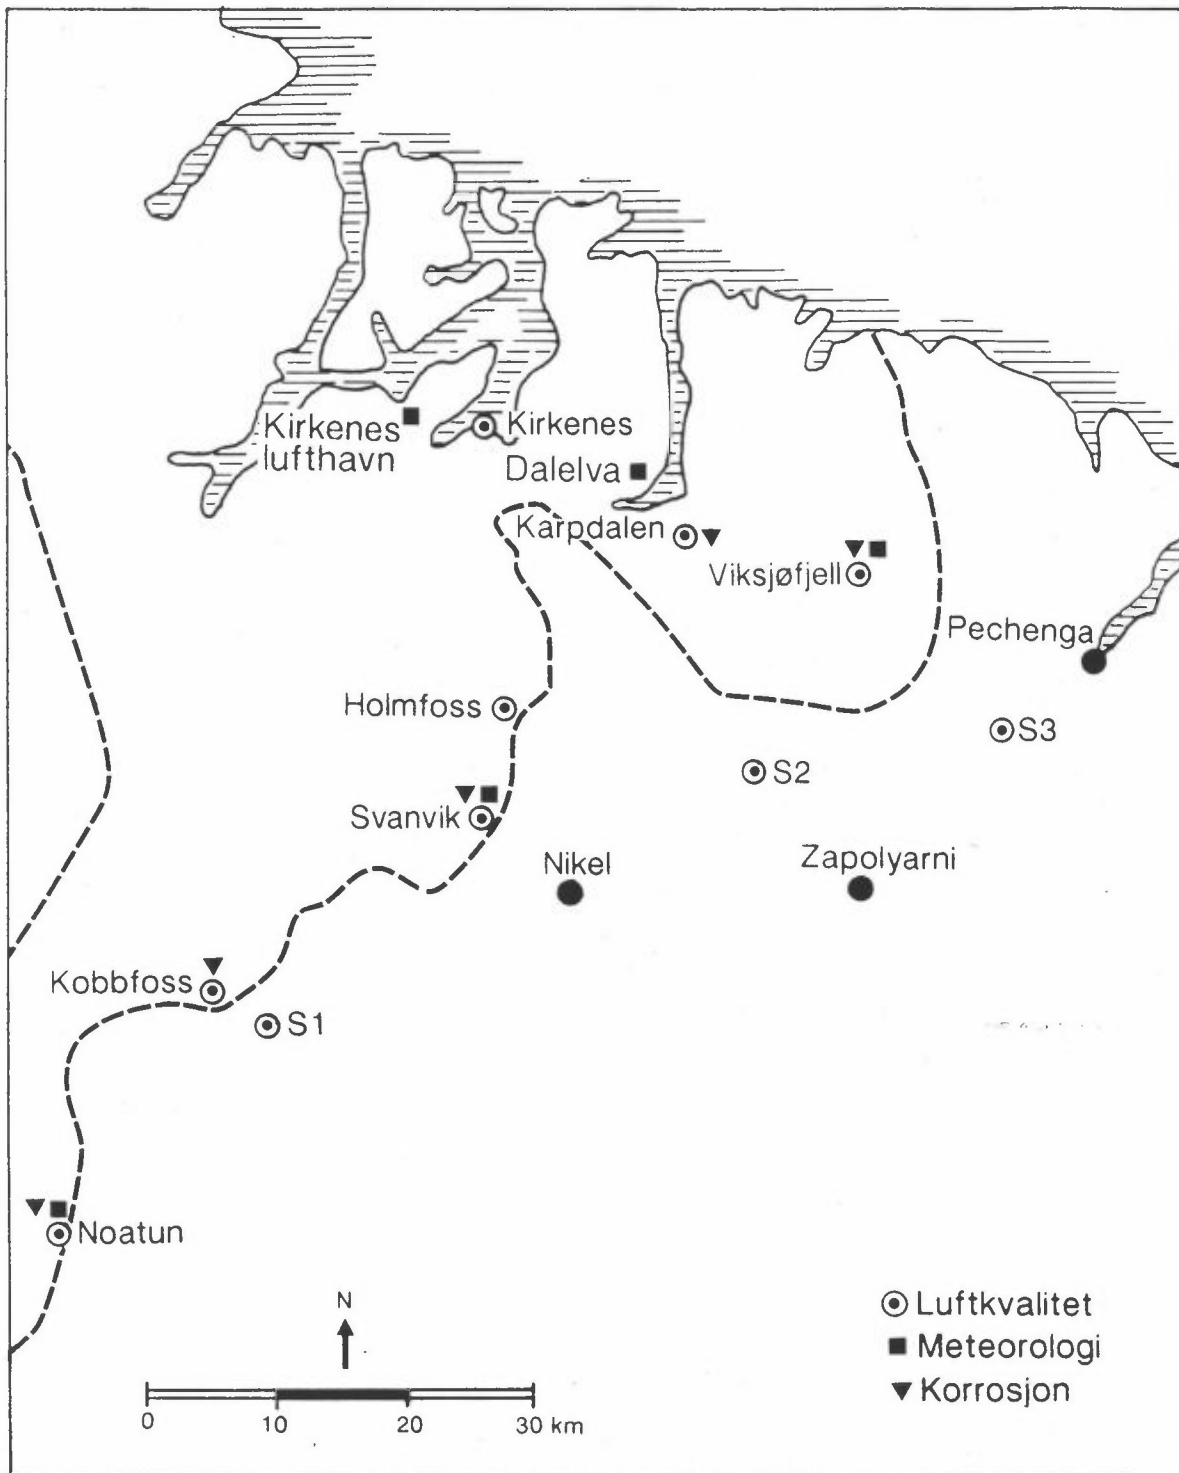 Kirkenes
lufthavn
Kirkenes
Dalelva
Karpdalen
Viksjøfjell
Pechenga
Holmfoss
S3
S2
Svanvik
Nikel
Zapolyarni
Kobbfoss
S1
Noatun
N
0 10 20 30 km
Luftkvalitet
Meteorologi
Korrosjon